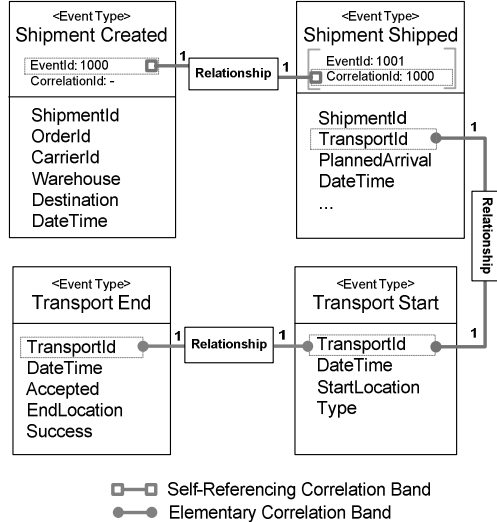 <Event Type>
Shipment Created
EventId: 1000
CorrelationId: -
ShipmentId
OrderId
CarrierId
Warehouse
Destination
DateTime
1
Relationship
1
<Event Type>
Shipment Shipped
EventId: 1001
CorrelationId: 1000
ShipmentId
TransportId
PlannedArrival
DateTime
...
1
Relationship
1
<Event Type>
Transport End
TransportId
DateTime
Accepted
EndLocation
Success
1
Relationship
1
<Event Type>
Transport Start
TransportId
DateTime
StartLocation
Type
Self-Referencing Correlation Band
Elementary Correlation Band